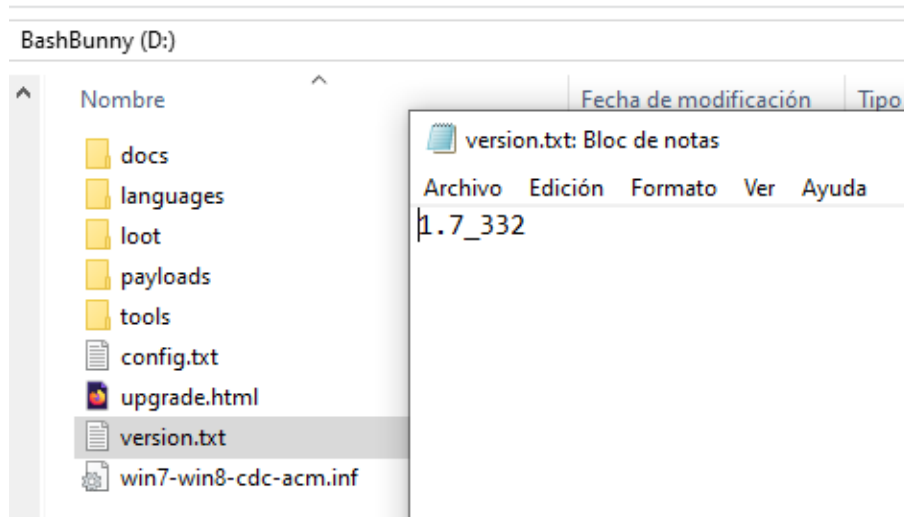 BashBunny (D:)
Nombre
Fecha de modificación
Tipo
docs
languages
loot
payloads
tools
config.txt
upgrade.html
version.txt
win7-win8-cdc-acm.inf
version.txt: Bloc de notas
Archivo Edición Formato Ver Ayuda
1.7_332